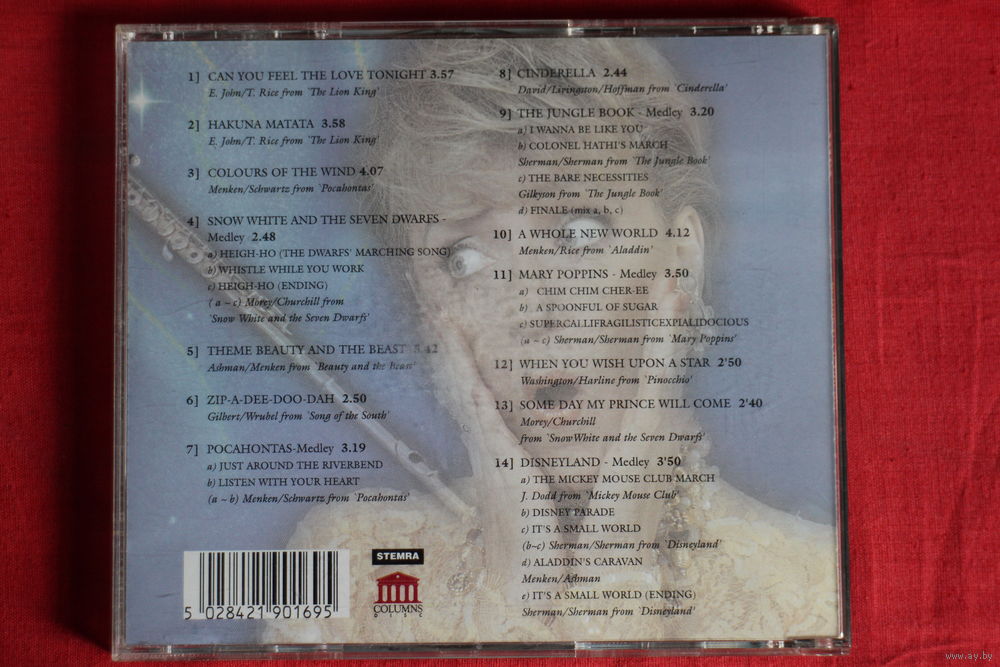 1] CAN YOU FEEL THE LOVE TONIGHT 3.57
E. John/T. Rice from `The Lion King'
2] HAKUNA MATATA 3.58
E. John/T. Rice from `The Lion King'
3] COLOURS OF THE WIND 4.07
Menken/Schwartz from `Pocahontas'
4] SNOW WHITE AND THE SEVEN DWARFS -
Medley 2.48
a) HEIGH-HO (THE DWARFS' MARCHING SONG)
b) WHISTLE WHILE YOU WORK
c) HEIGH-HO (ENDING)
( a ~ c) Morey/Churchill from
`Snow White and the Seven Dwarfs'
5] THEME BEAUTY AND THE BEAST 5.42
Ashman/Menken from `Beauty and the Beast'
6] ZIP-A-DEE-DOO-DAH 2.50
Gilbert/Wrubel from `Song of the South'
7] POCAHONTAS-Medley 3.19
a) JUST AROUND THE RIVERBEND
b) LISTEN WITH YOUR HEART
(a ~ b) Menken/Schwartz from `Pocahontas'
8] CINDERELLA 2.44
David/Livingston/Hoffman from `Cinderella'
9] THE JUNGLE BOOK - Medley 3.20
a) I WANNA BE LIKE YOU
b) COLONEL HATHI'S MARCH
Sherman/Sherman from `The Jungle Book'
c) THE BARE NECESSITIES
Gilkyson from `The Jungle Book'
d) FINALE (mix a, b, c)
10] A WHOLE NEW WORLD 4.12
Menken/Rice from `Aladdin'
11] MARY POPPINS - Medley 3.50
a) CHIM CHIM CHER-EE
b) A SPOONFUL OF SUGAR
c) SUPERCALLIFRAGILISTICEXPIALIDOCIOUS
(a ~ c) Sherman/Sherman from `Mary Poppins'
12] WHEN YOU WISH UPON A STAR 2'50
Washington/Harline from `Pinocchio'
13] SOME DAY MY PRINCE WILL COME 2'40
Morey/Churchill
from `Snow White and the Seven Dwarfs'
14] DISNEYLAND - Medley 3'50
a) THE MICKEY MOUSE CLUB MARCH
J. Dodd from `Mickey Mouse Club'
b) DISNEY PARADE
c) IT'S A SMALL WORLD
(b~c) Sherman/Sherman from `Disneyland'
d) ALADDIN'S CARAVAN
Menken/Ashman
e) IT'S A SMALL WORLD (ENDING)
Sherman/Sherman from `Disneyland'
5 028421 901695
STEMRA
COLUMNS
www.ay.by